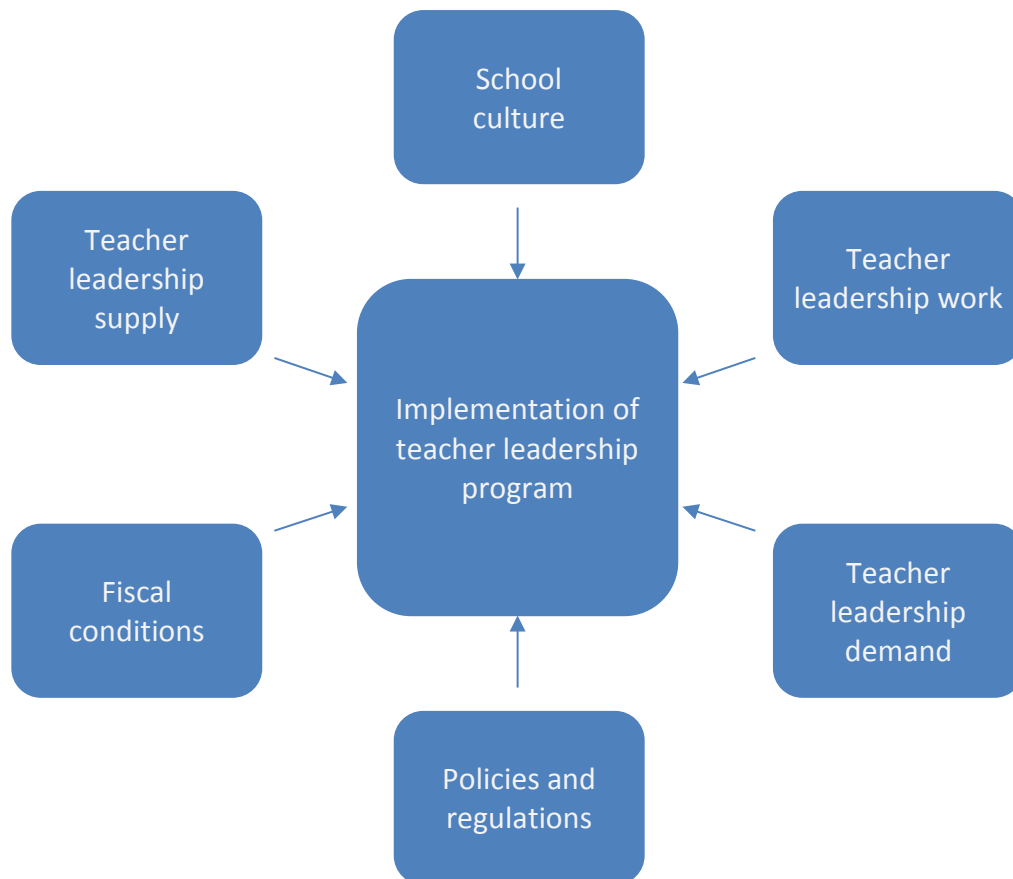 School
culture
Teacher
leadership
supply
Teacher
leadership work
Implementation of
teacher leadership
program
Fiscal
conditions
Teacher
leadership
demand
Policies and
regulations